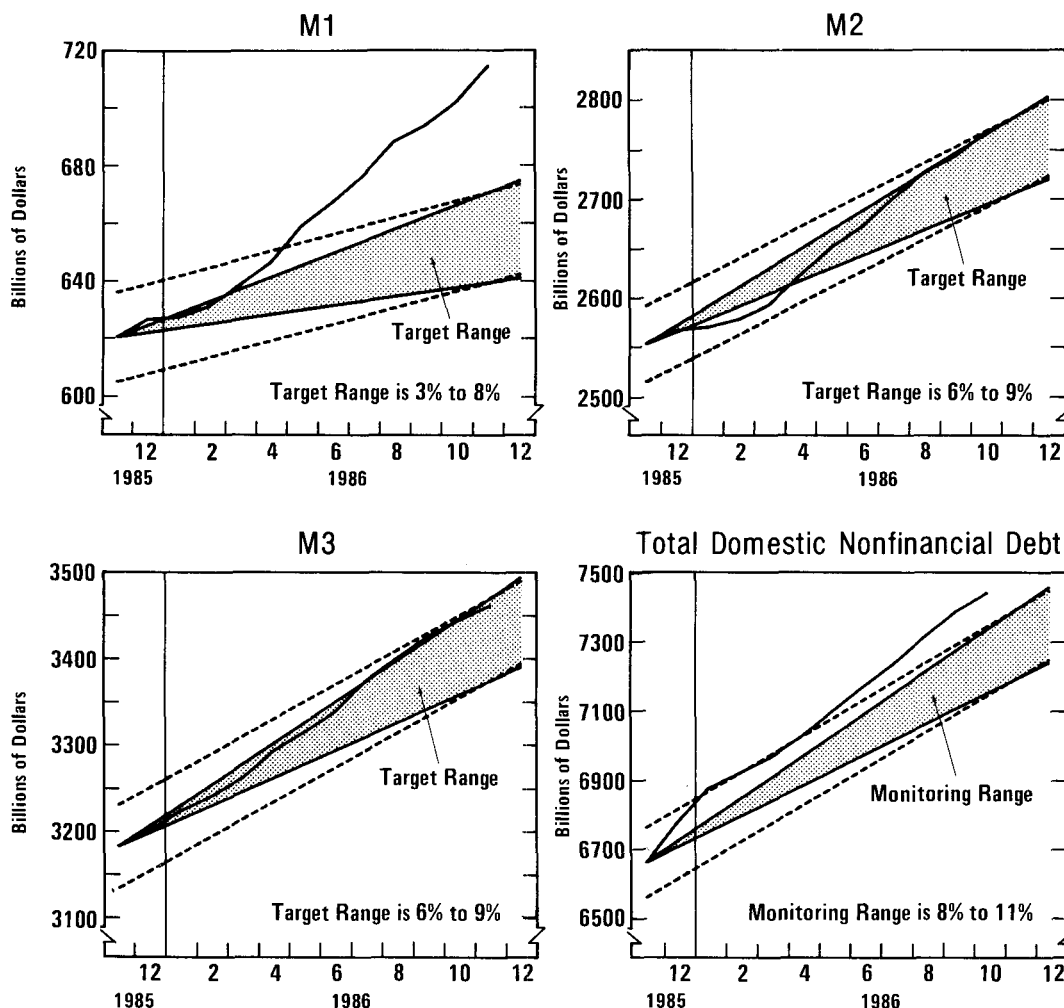 M1
720
680
640
600
Billions of Dollars
Target Range
Target Range is 3% to 8%
12 2 4 6 8 10 12
1985 1986
M2
2800
2700
2600
2500
Billions of Dollars
Target Range
Target Range is 6% to 9%
12 2 4 6 8 10 12
1985 1986
M3
3500
3400
3300
3200
3100
Billions of Dollars
Target Range
Target Range is 6% to 9%
12 2 4 6 8 10 12
1985 1986
Total Domestic Nonfinancial Debt
7500
7300
7100
6900
6700
6500
Billions of Dollars
Monitoring Range
Monitoring Range is 8% to 11%
12 2 4 6 8 10 12
1985 1986